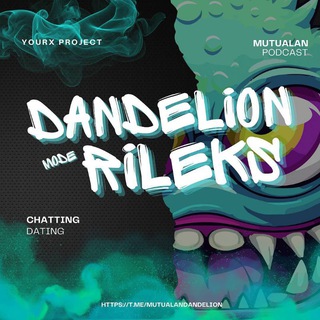 YOURX PROJECT
MUTUALAN
PODCAST
DANDELION
MODE RILEKS
CHATTING
DATING
HTTPS://T.ME/MUTUALANDANDELION